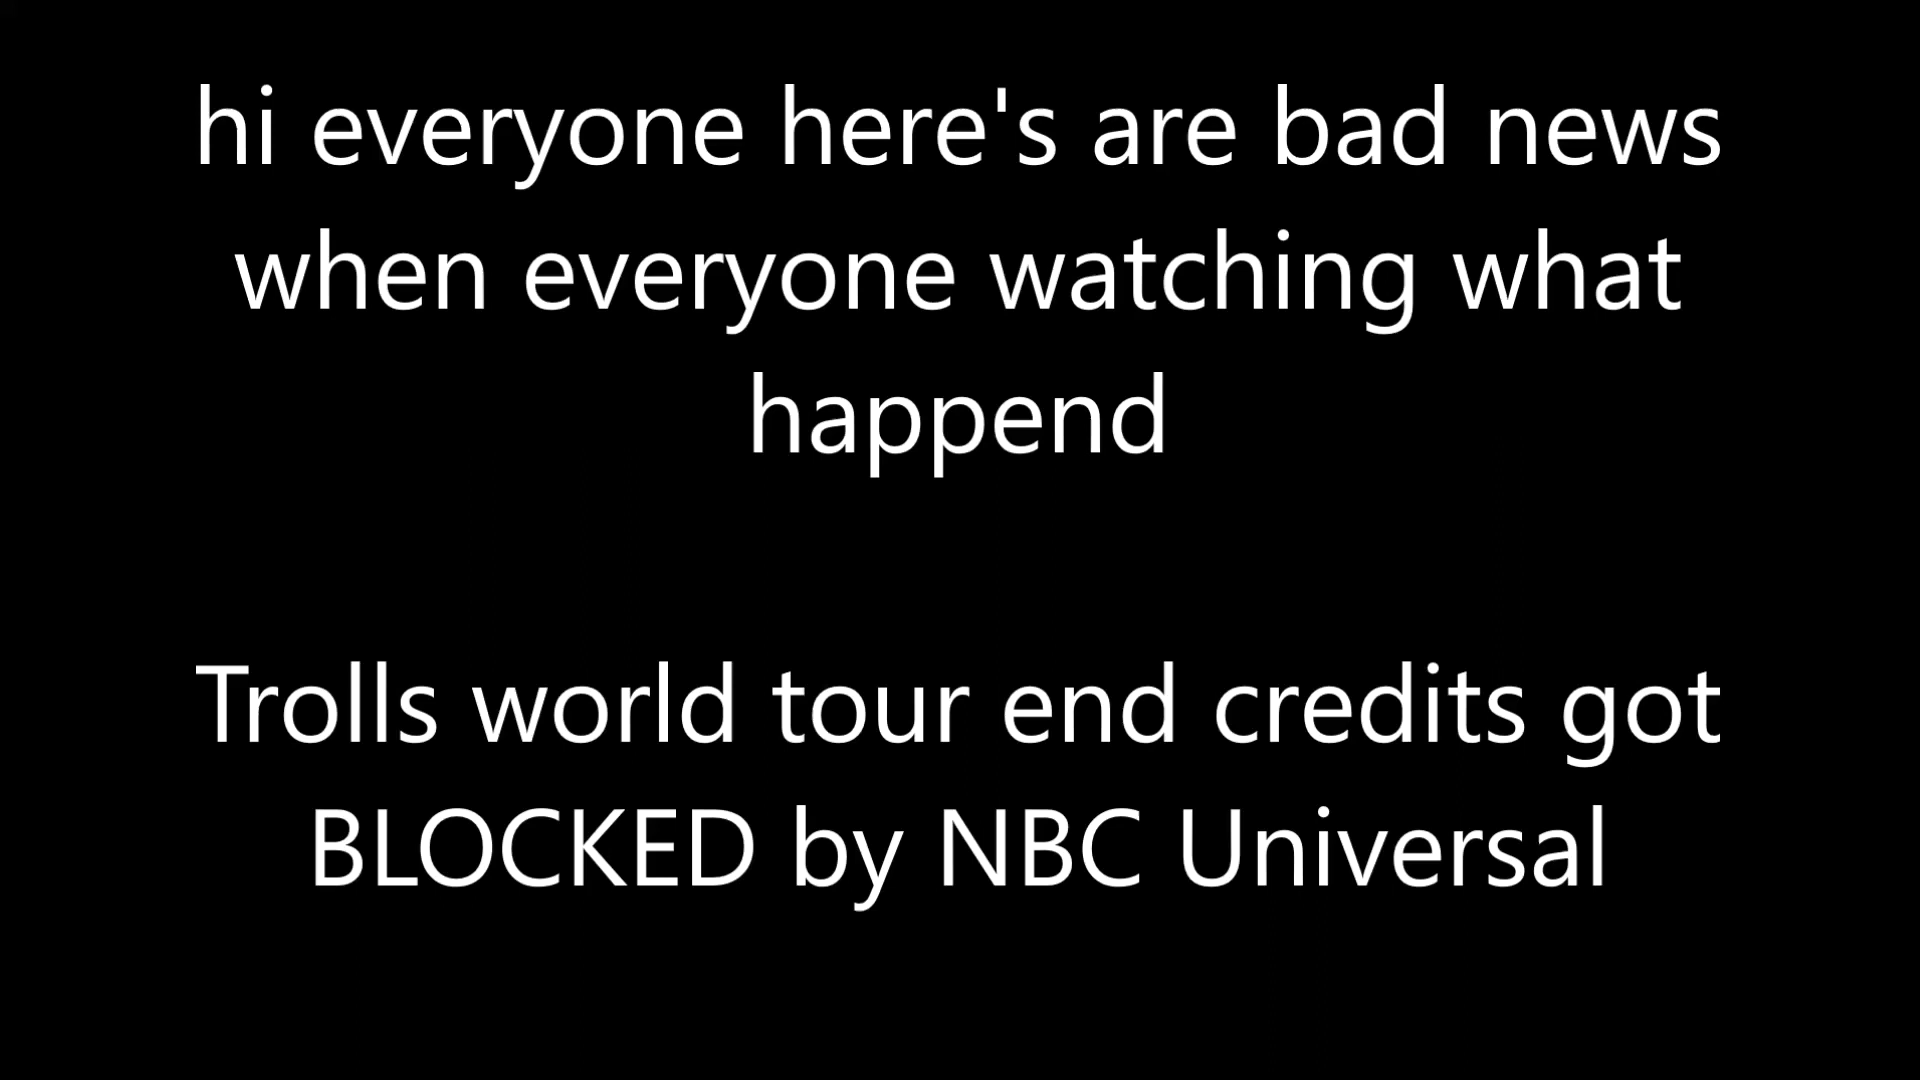 hi everyone here's are bad news
when everyone watching what
happend
Trolls world tour end credits got
BLOCKED by NBC Universal